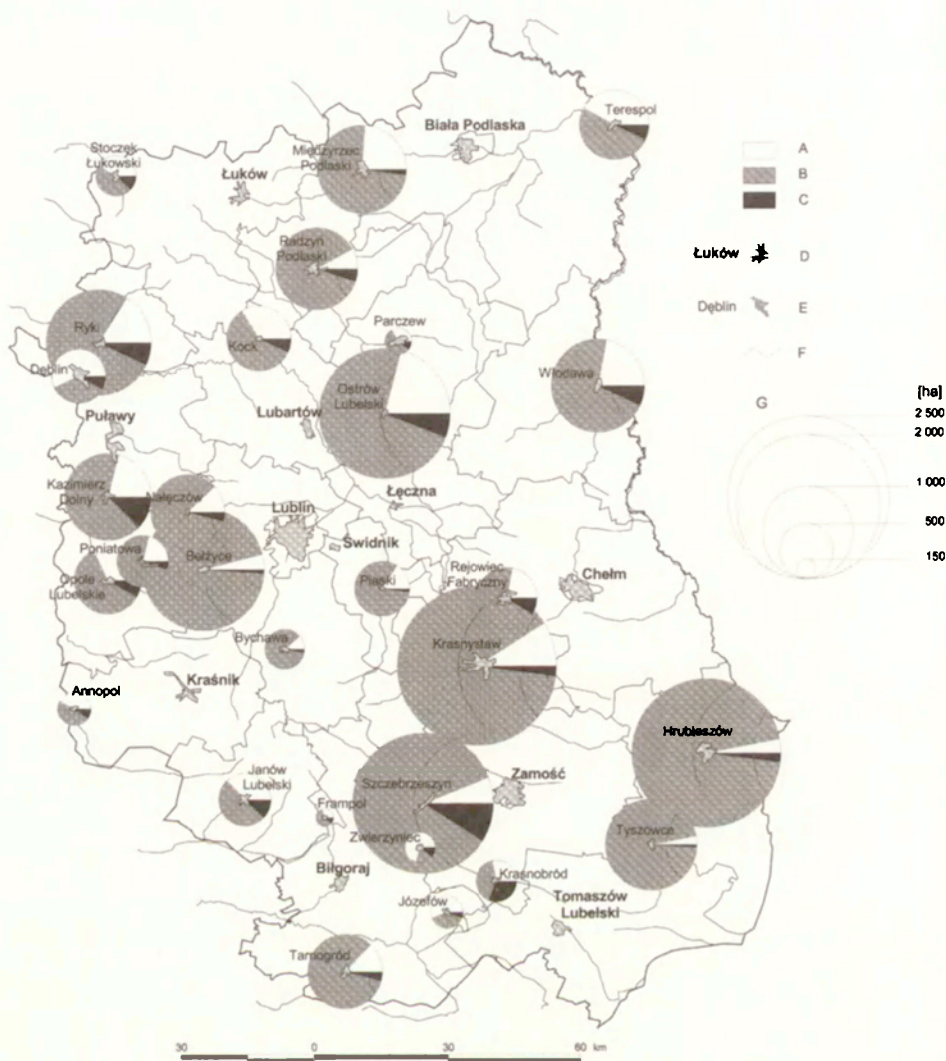 Terespol
Biała Podlaska
Stoczek
Łukowski
Międzyrzec
Podlaski
Łuków
A
B
C
Radzyń
Podlaski
Łuków
D
Ryki
Kock
Parczew
Dęblin
E
Dęblin
Ostrów
Lubelski
Włodawa
F
Puławy
Lubartów
G
[ha]
2 500
2 000
1 000
500
150
Kazimierz
Dolny
Nałęczów
Łęczna
Lublin
Świdnik
Poniatowa
Bełżyce
Opole
Lubelskie
Piaski
Rejowiec
Fabryczny
Chełm
Bychawa
Krasnystaw
Kraśnik
Annopol
Hrubieszów
Janów
Lubelski
Szczebrzeszyn
Zamość
Frampol
Zwierzyniec
Tyszowce
Biłgoraj
Krasnobród
Józefów
Tomaszów
Lubelski
Tarnogród
30 0 30 60 km